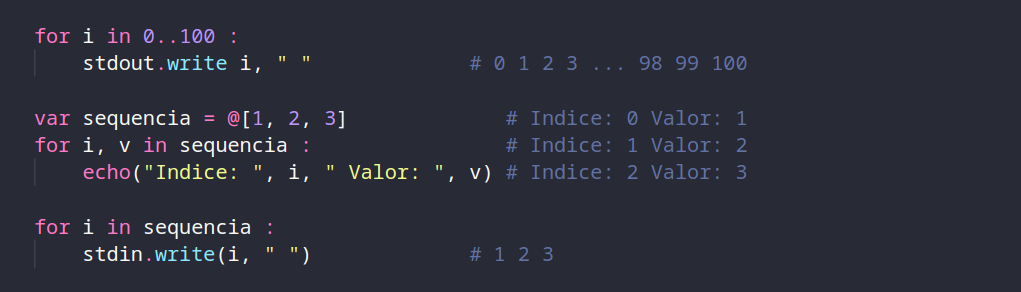 for i in 0..100 :
    stdout.write i, " "             # 0 1 2 3 ... 98 99 100
var sequencia = @[1, 2, 3]             # Indice: 0 Valor: 1
for i, v in sequencia :                # Indice: 1 Valor: 2
    echo("Indice: ", i, " Valor: ", v) # Indice: 2 Valor: 3
for i in sequencia :
    stdin.write(i, " ")             # 1 2 3